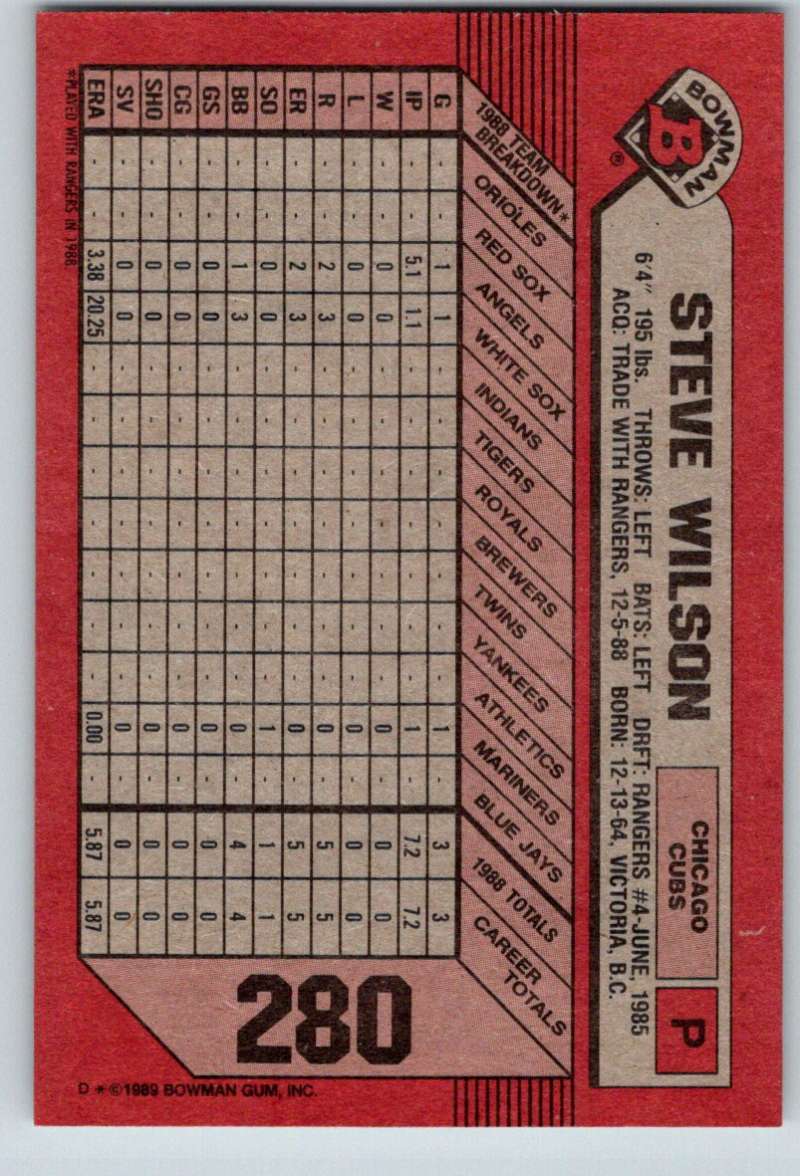 BOWMAN
B
®
STEVE WILSON
CHICAGO
CUBS
P
6'4" 195 lbs. THROWS: LEFT BATS: LEFT DRFT: RANGERS #4-JUNE, 1985
ACQ: TRADE WITH RANGERS, 12-5-88 BORN: 12-13-64, VICTORIA, B.C.
1988 TEAM
BREAKDOWN*
ORIOLES
RED SOX
ANGELS
WHITE SOX
INDIANS
TIGERS
ROYALS
BREWERS
TWINS
YANKEES
ATHLETICS
MARINERS
BLUE JAYS
1988 TOTALS
CAREER
TOTALS
G - - 1 1 - - - - - - - 1 - 3 3
IP - - 5.1 1.1 - - - - - - - 1 - 7.2 7.2
W - - 0 0 - - - - - - - 0 - 0 0
L - - 0 0 - - - - - - - 0 - 0 0
R - - 2 3 - - - - - - - 0 - 5 5
ER - - 2 3 - - - - - - - 0 - 5 5
SO - - 0 0 - - - - - - - 1 - 1 1
BB - - 1 3 - - - - - - - 0 - 4 4
GS - - 0 0 - - - - - - - 0 - 0 0
CG - - 0 0 - - - - - - - 0 - 0 0
SHO - - 0 0 - - - - - - - 0 - 0 0
SV - - 0 0 - - - - - - - 0 - 0 0
ERA - - 3.38 20.25 - - - - - - - 0.00 - 5.87 5.87
*PLAYED WITH RANGERS IN 1988
280
D *©1989 BOWMAN GUM, INC.